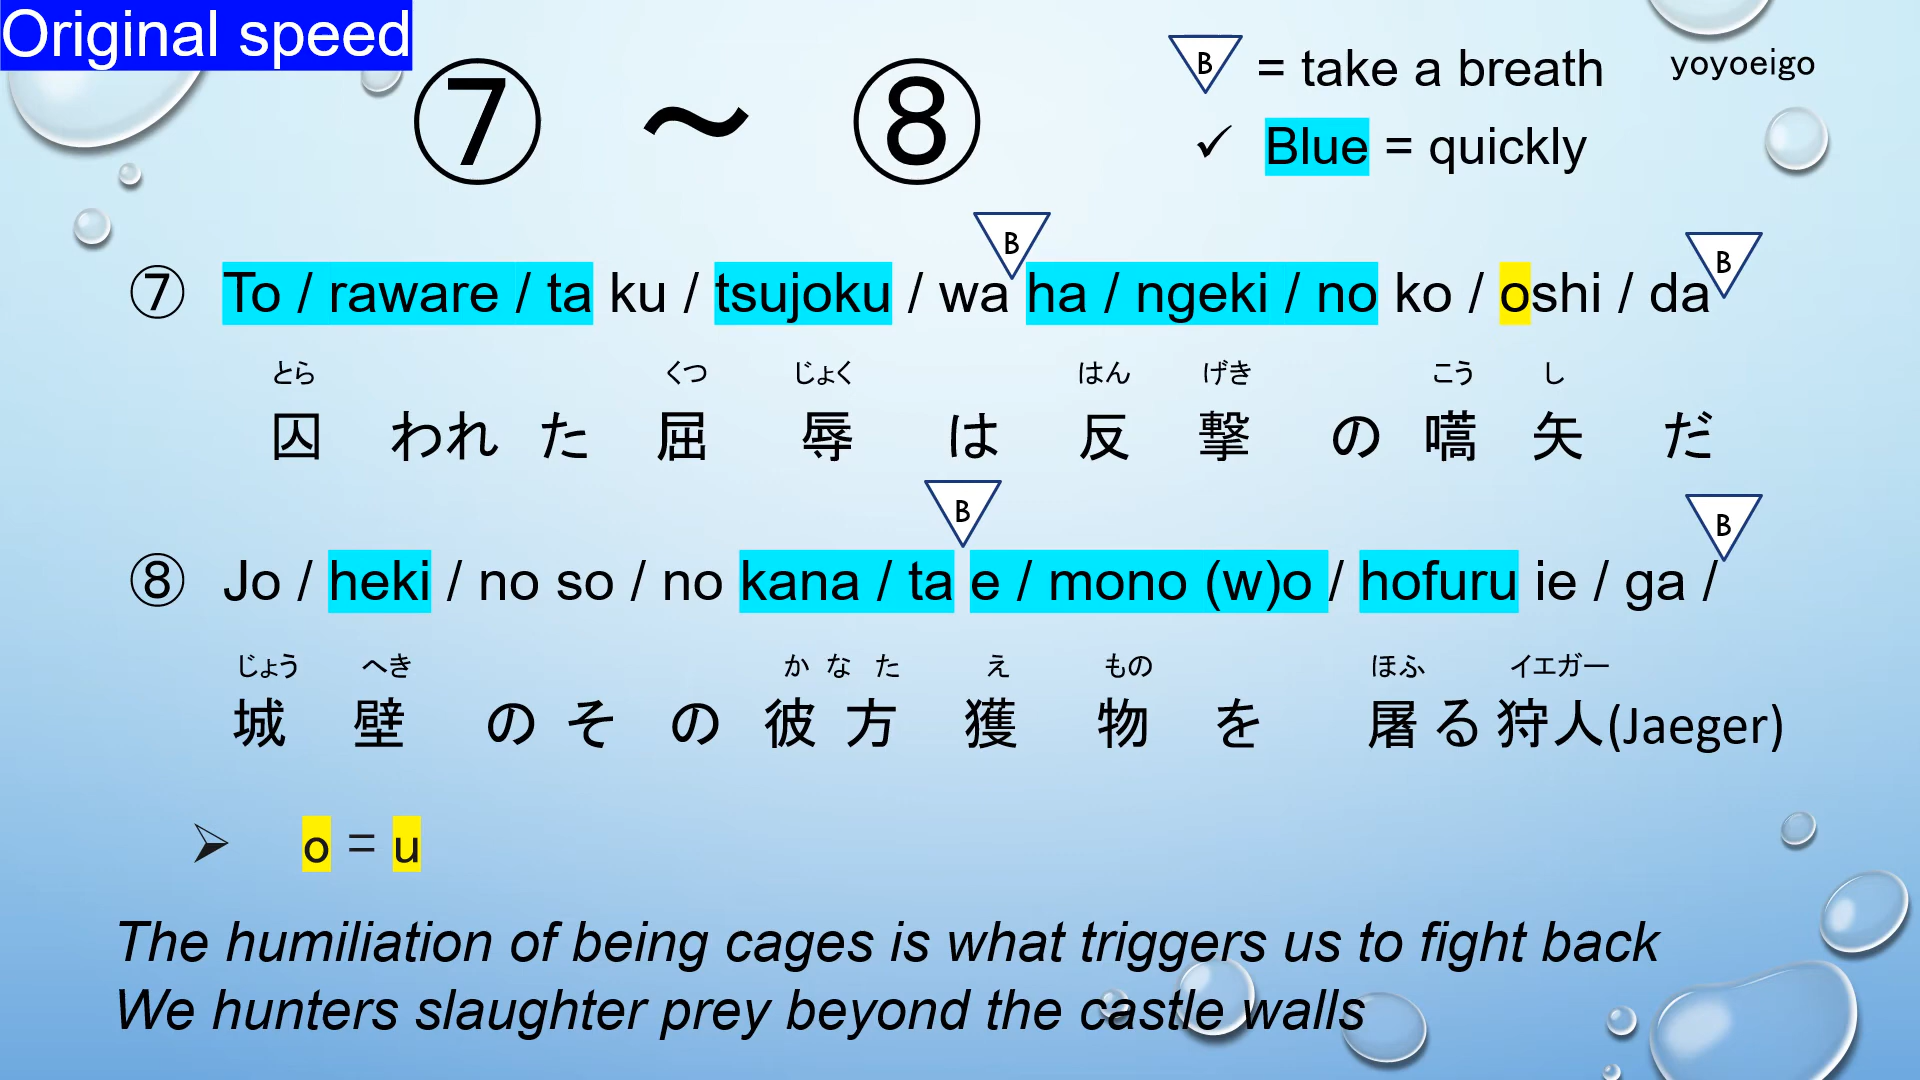 Original speed
⑦ ～ ⑧
B = take a breath
yoyoeigo
✓ Blue = quickly
B B
⑦ To / raware / ta ku / tsujoku / wa ha / ngeki / no ko / oshi / da
とら くつ じょく はん げき こう し
囚 われ た 屈 辱 は 反 撃 の 嚆 矢 だ
B B
⑧ Jo / heki / no so / no kana / ta e / mono (w)o / hofuru ie / ga /
じょう へき か な た え もの ほふ イエガー
城 壁 の そ の 彼 方 獲 物 を 屠 る 狩人(Jaeger)
➢ o = u
The humiliation of being cages is what triggers us to fight back
We hunters slaughter prey beyond the castle walls